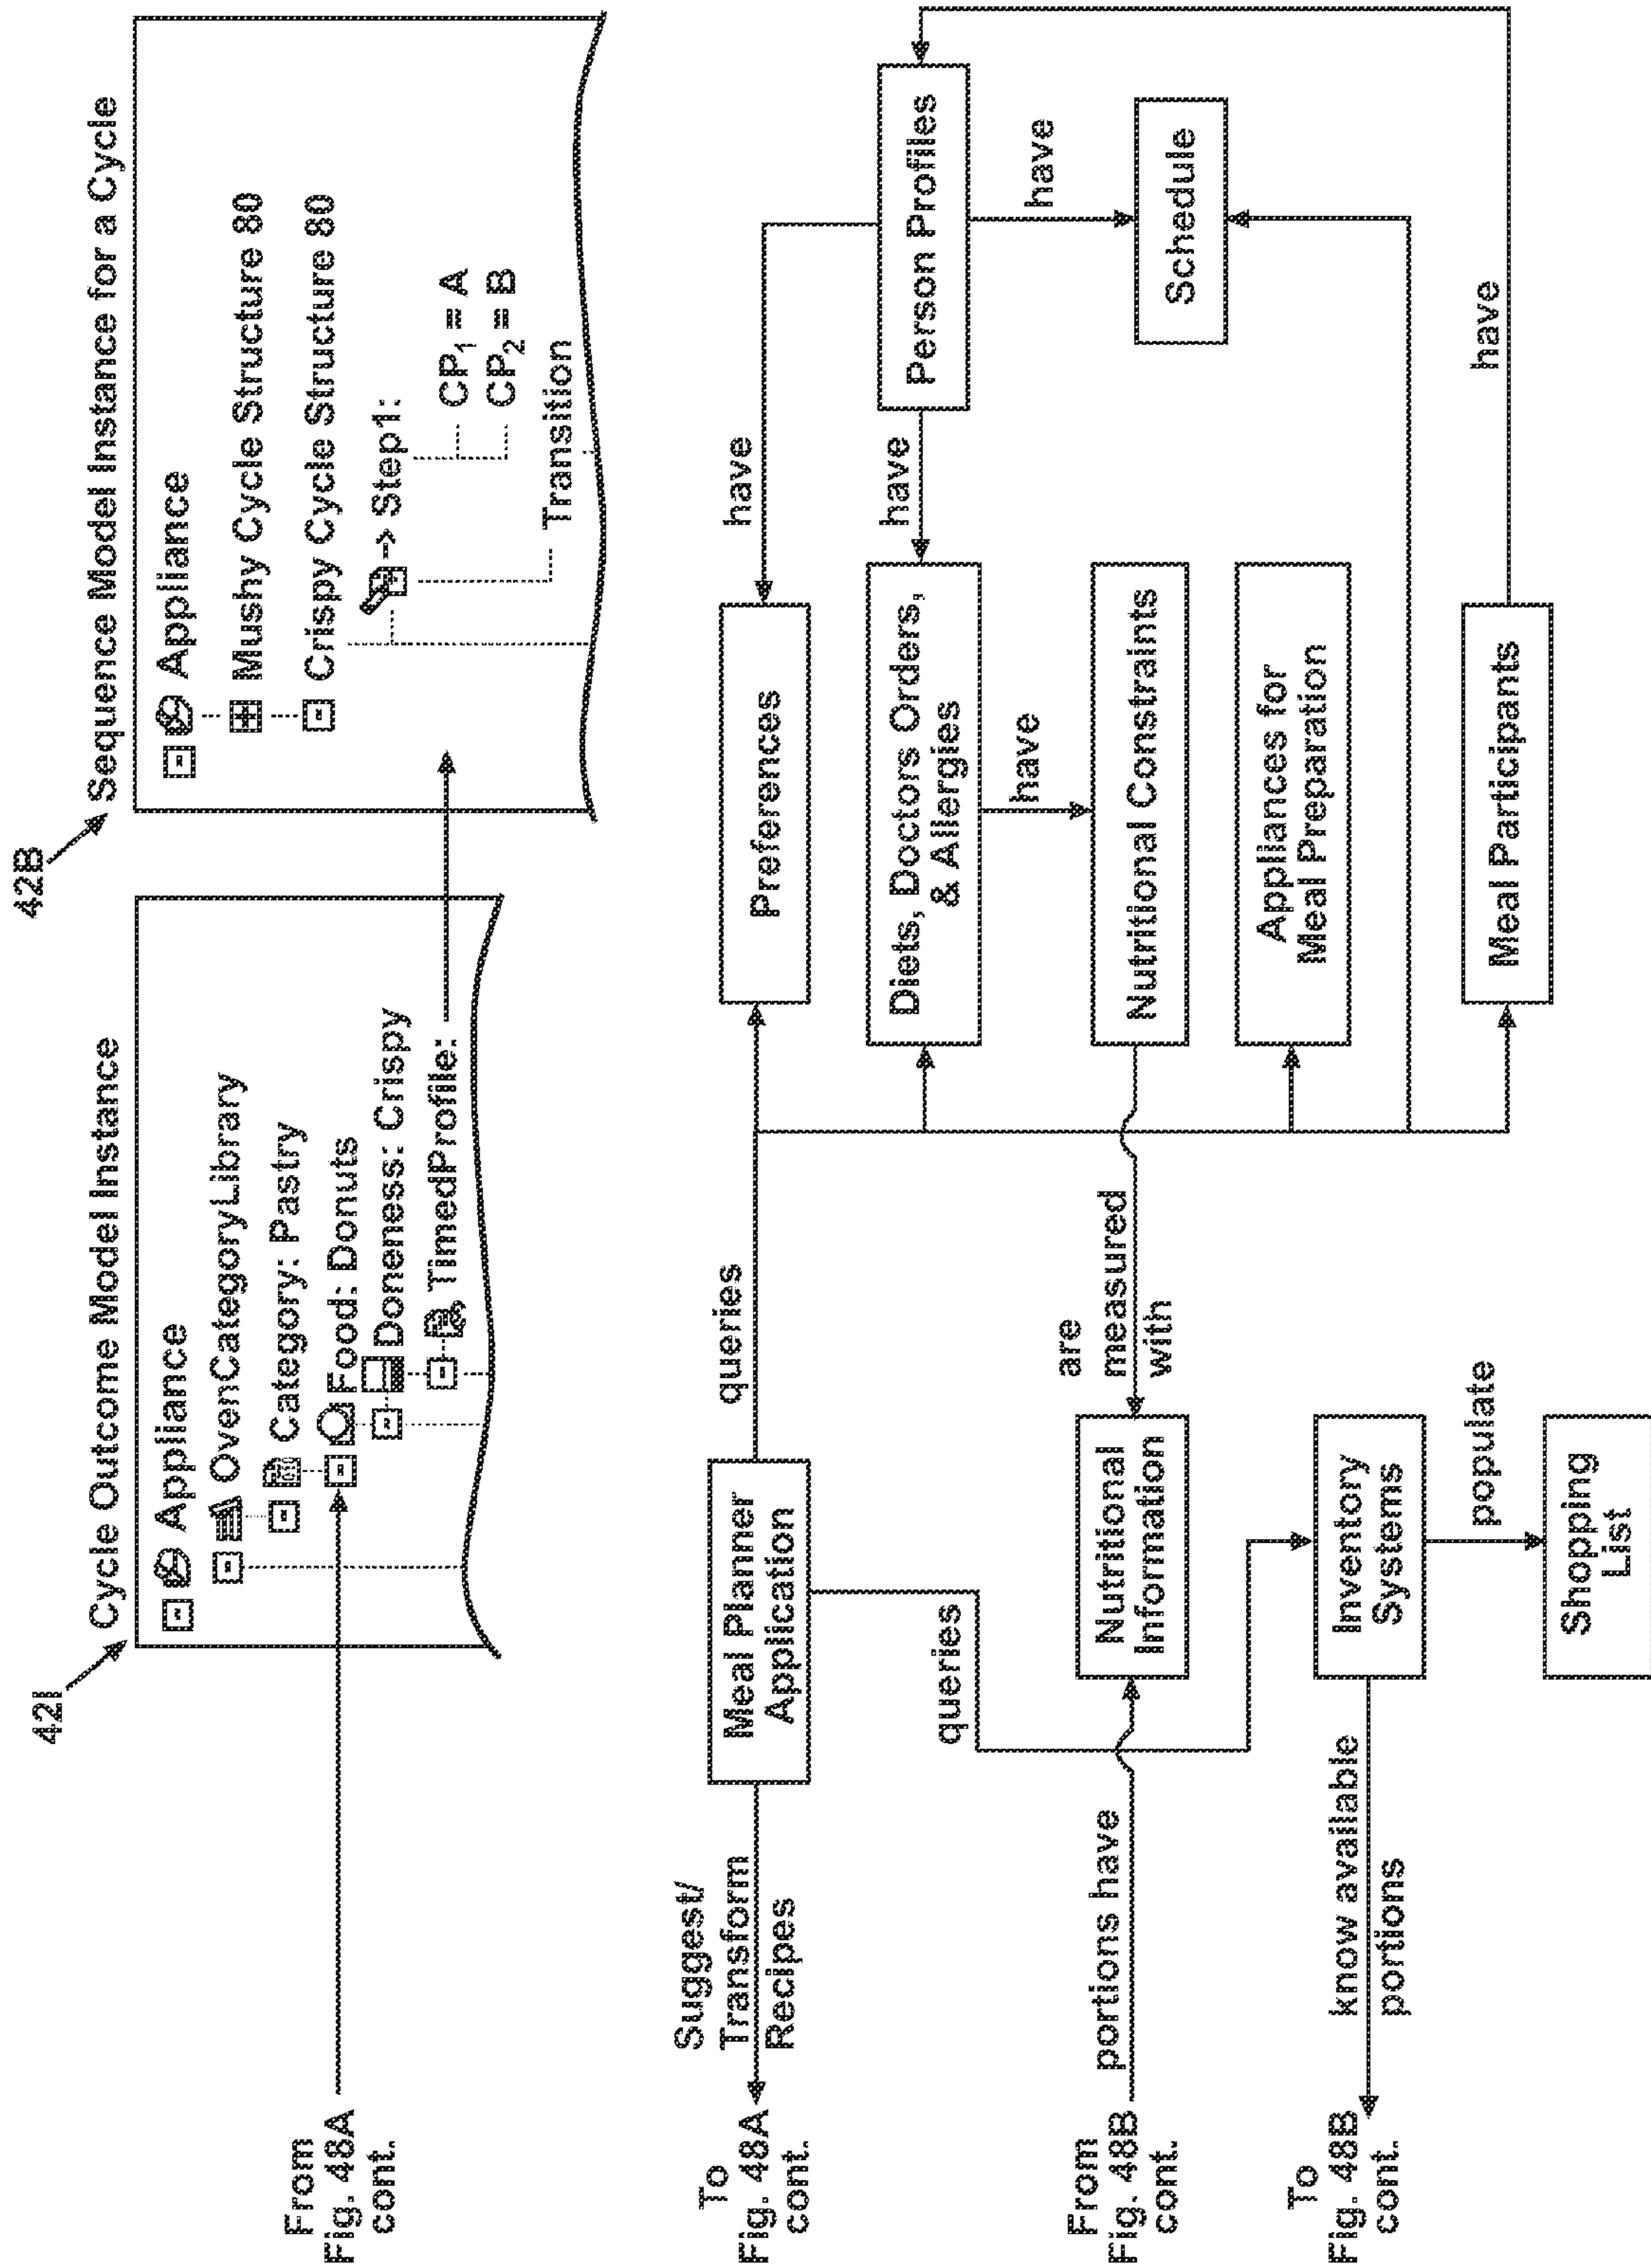 42I
Cycle Outcome Model Instance
Appliance
OvenCategoryLibrary
Category: Pastry
Food: Donuts
Doneness: Crispy
TimedProfile:
From
Fig. 48A
cont.
42B
Sequence Model Instance for a Cycle
Appliance
Mushy Cycle Structure 80
Crispy Cycle Structure 80
-> Step1:
CP1 = A
CP2 = B
Transition
To
Fig. 48A
cont.
Suggest/
Transform
Recipes
Meal Planner
Application
queries
queries
Preferences
have
Diets, Doctors Orders,
& Allergies
have
Person Profiles
have
Schedule
have
Nutritional Constraints
Appliances for
Meal Preparation
Meal Participants
have
From
Fig. 48B
cont.
portions have
Nutritional
Information
are
measured
with
To
Fig. 48B
cont.
know available
portions
Inventory
Systems
populate
Shopping
List